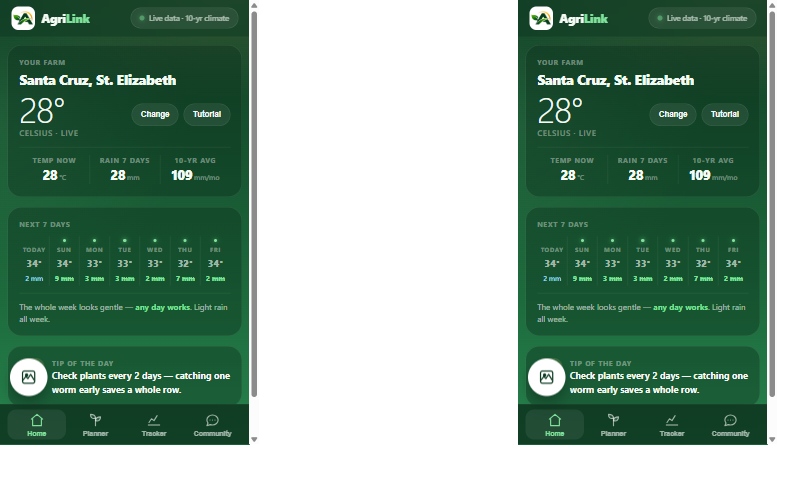 AgriLink
Live data · 10-yr climate
YOUR FARM
Santa Cruz, St. Elizabeth
28°
Change
Tutorial
CELSIUS · LIVE
TEMP NOW
RAIN 7 DAYS
10-YR AVG
28 °C
28 mm
109 mm/mo
NEXT 7 DAYS
TODAY SUN MON TUE WED THU FRI
34° 34° 33° 33° 33° 32° 34°
2 mm 9 mm 3 mm 3 mm 2 mm 7 mm 2 mm
The whole week looks gentle — any day works. Light rain
all week.
TIP OF THE DAY
Check plants every 2 days — catching one
worm early saves a whole row.
Home Planner Tracker Community
AgriLink
Live data · 10-yr climate
YOUR FARM
Santa Cruz, St. Elizabeth
28°
Change
Tutorial
CELSIUS · LIVE
TEMP NOW
RAIN 7 DAYS
10-YR AVG
28 °C
28 mm
109 mm/mo
NEXT 7 DAYS
TODAY SUN MON TUE WED THU FRI
34° 34° 33° 33° 33° 32° 34°
2 mm 9 mm 3 mm 3 mm 2 mm 7 mm 2 mm
The whole week looks gentle — any day works. Light rain
all week.
TIP OF THE DAY
Check plants every 2 days — catching one
worm early saves a whole row.
Home Planner Tracker Community